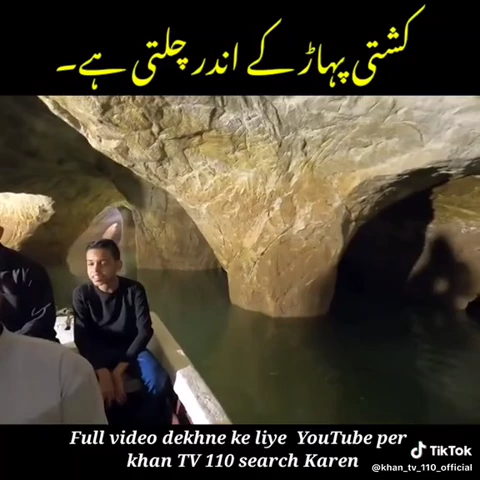 کشتی پہاڑ کے اندر چلتی ہے۔
Full video dekhne ke liye YouTube per
khan TV 110 search Karen
TikTok
@khan_tv_110_official